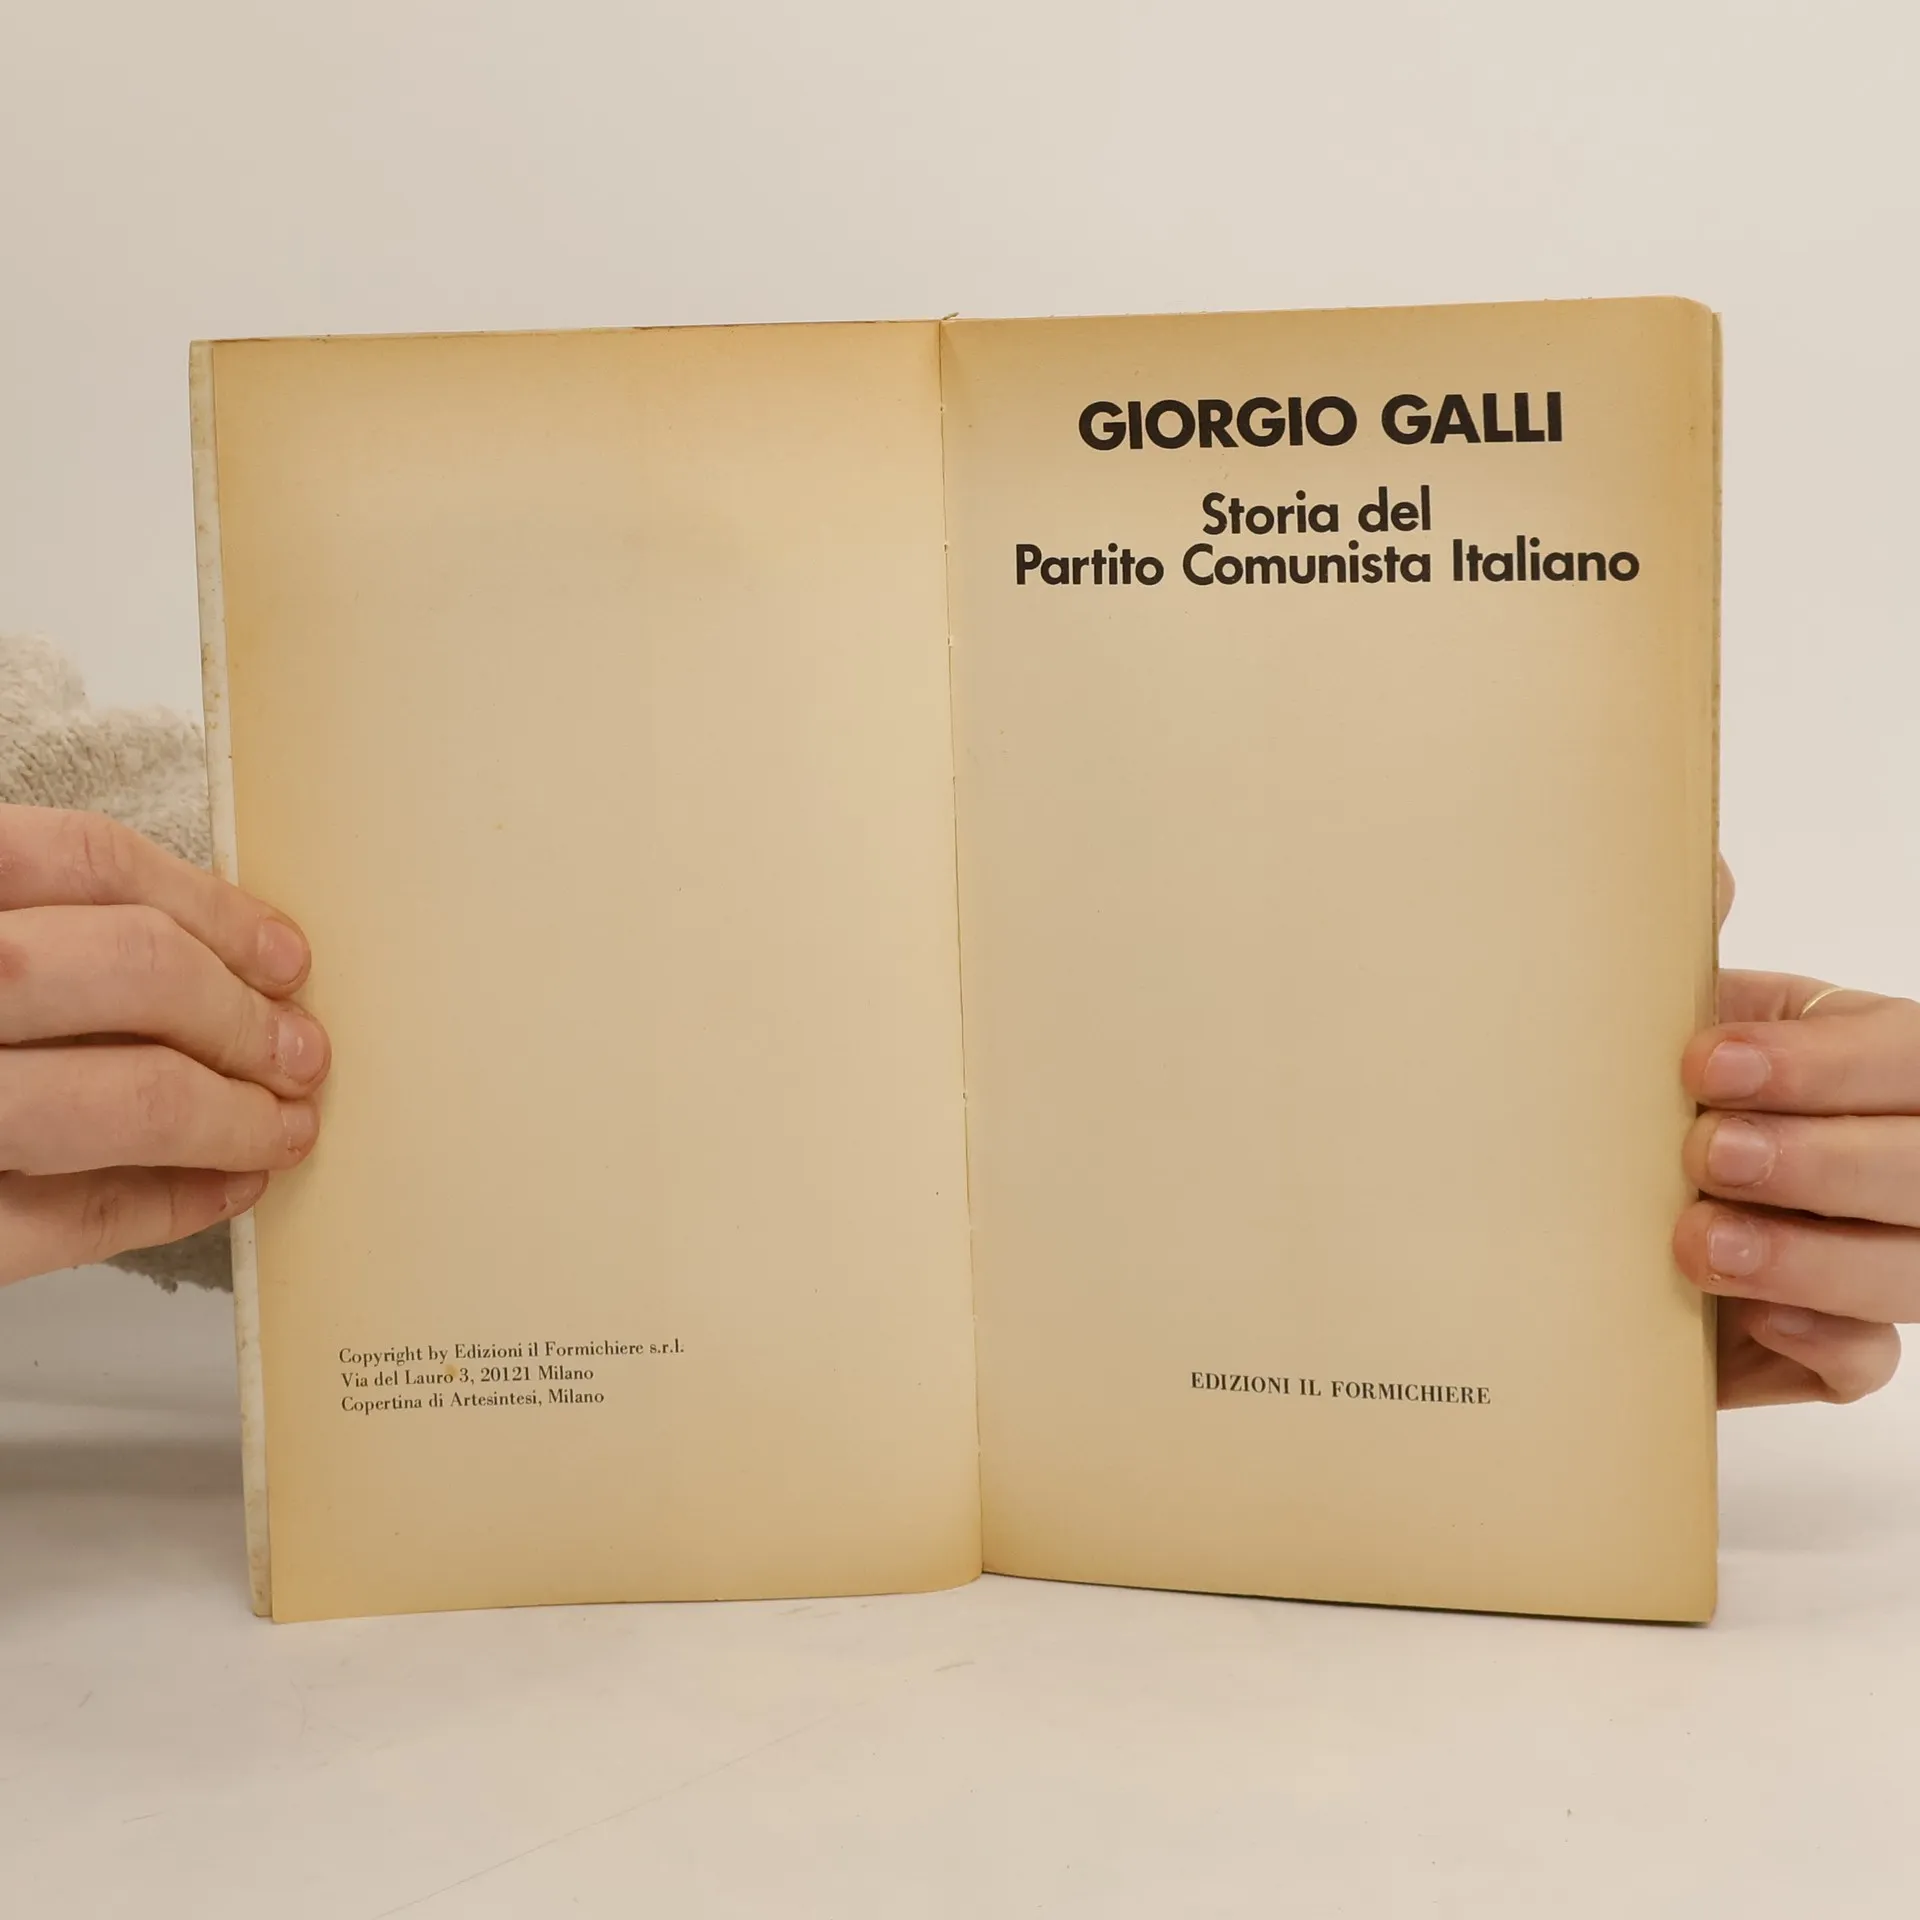 Copyright by Edizioni il Formichiere s.r.l.
Via del Lauro 3, 20121 Milano
Copertina di Artesintesi, Milano
GIORGIO GALLI
Storia del
Partito Comunista Italiano
EDIZIONI IL FORMICHIERE